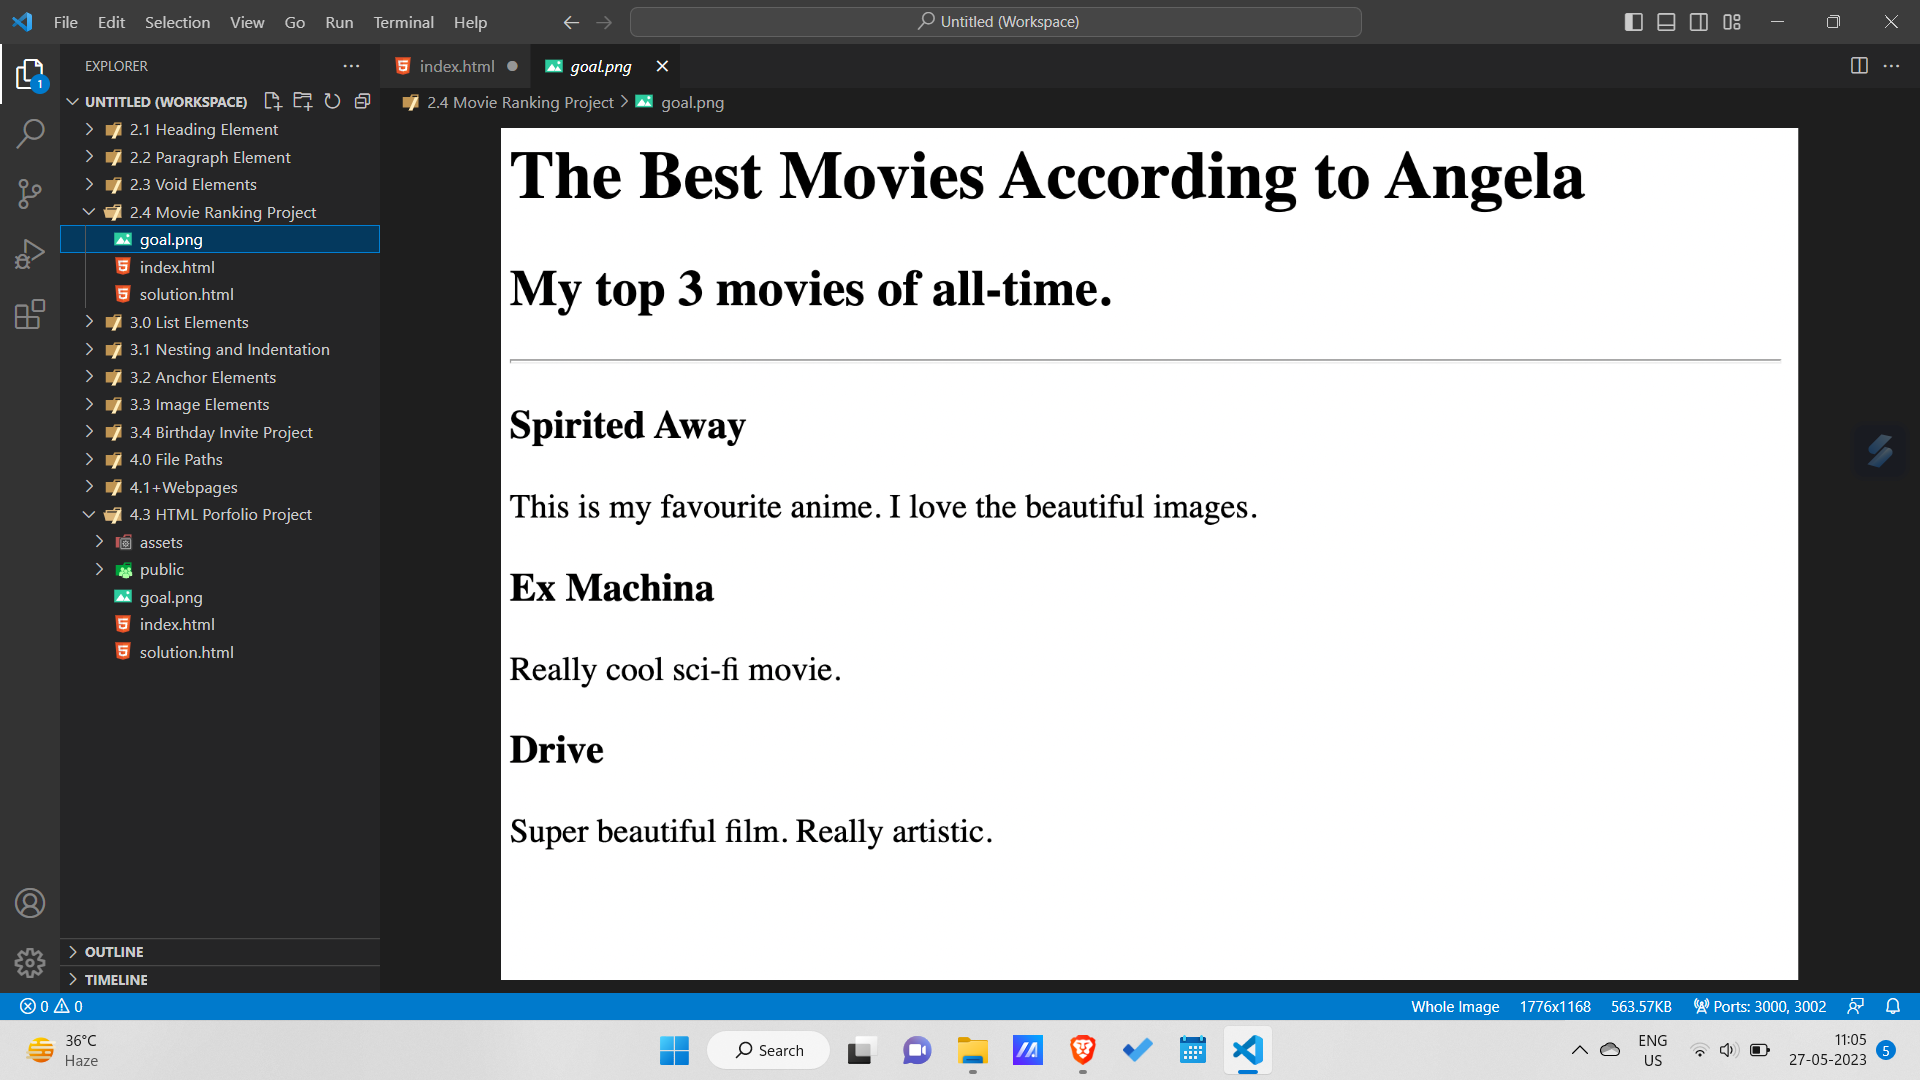 File Edit Selection View Go Run Terminal Help
Untitled (Workspace)
EXPLORER
index.html
goal.png
UNTITLED (WORKSPACE)
2.4 Movie Ranking Project
goal.png
1
2.1 Heading Element
2.2 Paragraph Element
2.3 Void Elements
2.4 Movie Ranking Project
goal.png
index.html
solution.html
3.0 List Elements
3.1 Nesting and Indentation
3.2 Anchor Elements
3.3 Image Elements
3.4 Birthday Invite Project
4.0 File Paths
4.1+Webpages
4.3 HTML Porfolio Project
assets
public
goal.png
index.html
solution.html
OUTLINE
TIMELINE
The Best Movies According to Angela
My top 3 movies of all-time.
Spirited Away
This is my favourite anime. I love the beautiful images.
Ex Machina
Really cool sci-fi movie.
Drive
Super beautiful film. Really artistic.
0 0
Whole Image 1776x1168 563.57KB Ports: 3000, 3002
36°C
Haze
Search
ENG
US
11:05
27-05-2023
5